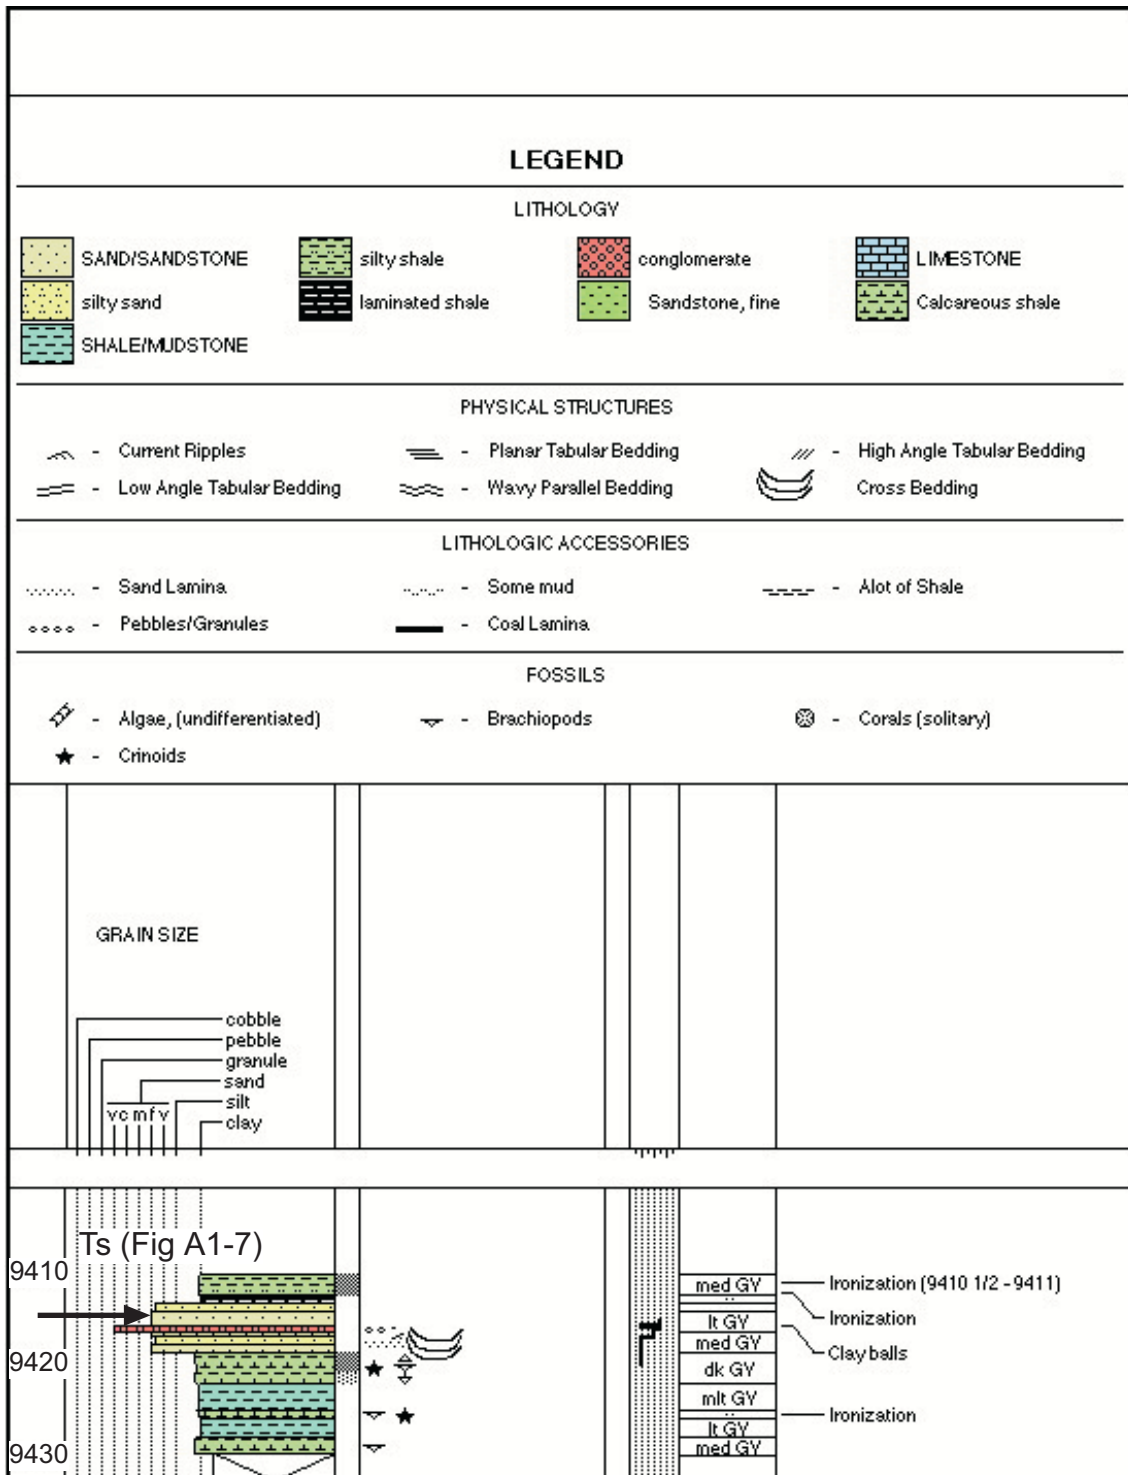 LEGEND
LITHOLOGY
SAND/SANDSTONE silty shale conglomerate LIMESTONE
silty sand laminated shale Sandstone, fine Calcareous shale
SHALE/MUDSTONE
PHYSICAL STRUCTURES
- Current Ripples - Planar Tabular Bedding - High Angle Tabular Bedding
- Low Angle Tabular Bedding - Wavy Parallel Bedding Cross Bedding
LITHOLOGIC ACCESSORIES
- Sand Lamina - Some mud - Alot of Shale
- Pebbles/Granules - Coal Lamina
FOSSILS
- Algae, (undifferentiated) - Brachiopods - Corals (solitary)
- Crinoids
GRAIN SIZE
cobble
pebble
granule
sand
silt
vcmfv
clay
Ts (Fig A1-7)
9410
med GY Ironization (9410 1/2 - 9411)
Ironization
lt GY
med GY Clay balls
9420
dk GY
mlt GY
Ironization
lt GY
9430 med GY